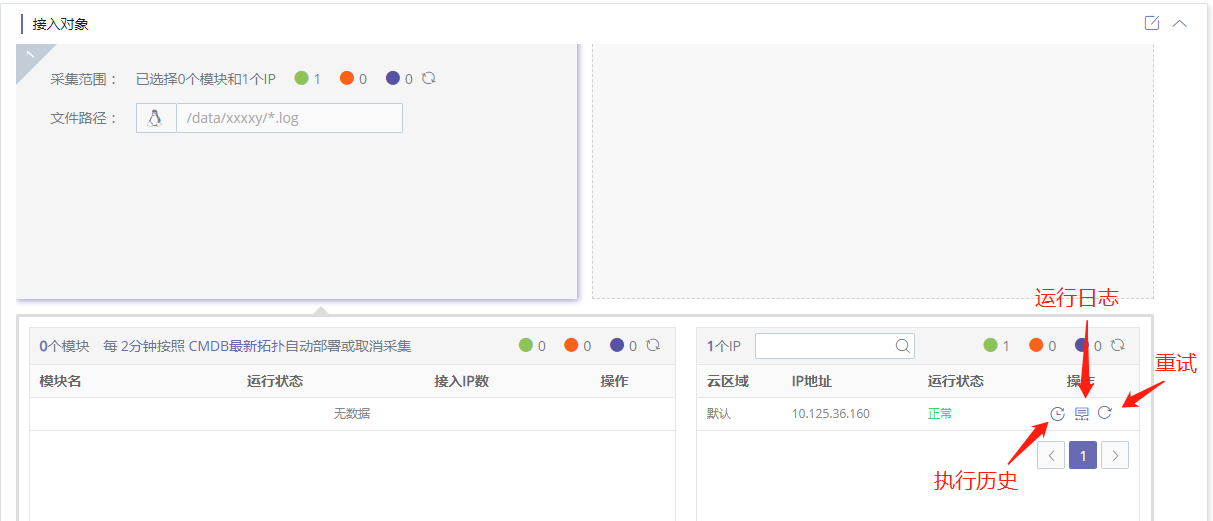 接入对象
1
采集范围： 已选择0个模块和1个IP 1 0 0
文件路径： /data/xxxxy/*.log
运行日志
0个模块 每 2分钟按照 CMDB最新拓扑自动部署或取消采集 1 0 0
1个IP 1 0 0
重试
模块名 运行状态 接入IP数 操作
云区域 IP地址 运行状态 操作
无数据
默认 10.125.36.160 正常
1
执行历史